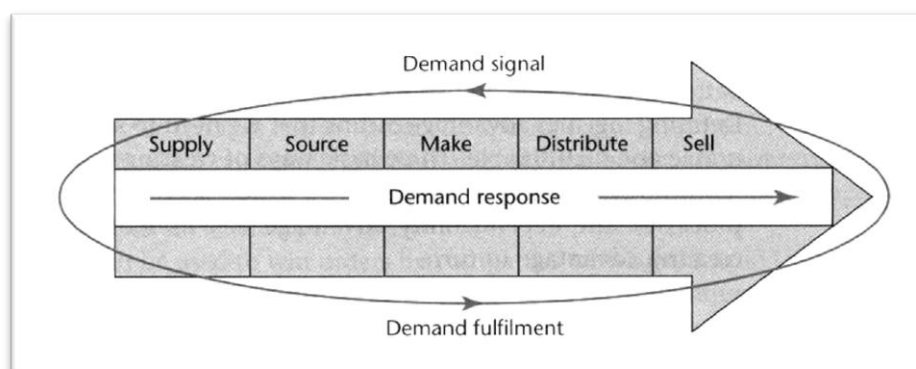 Demand signal
Supply Source Make Distribute Sell
Demand response
Demand fulfilment